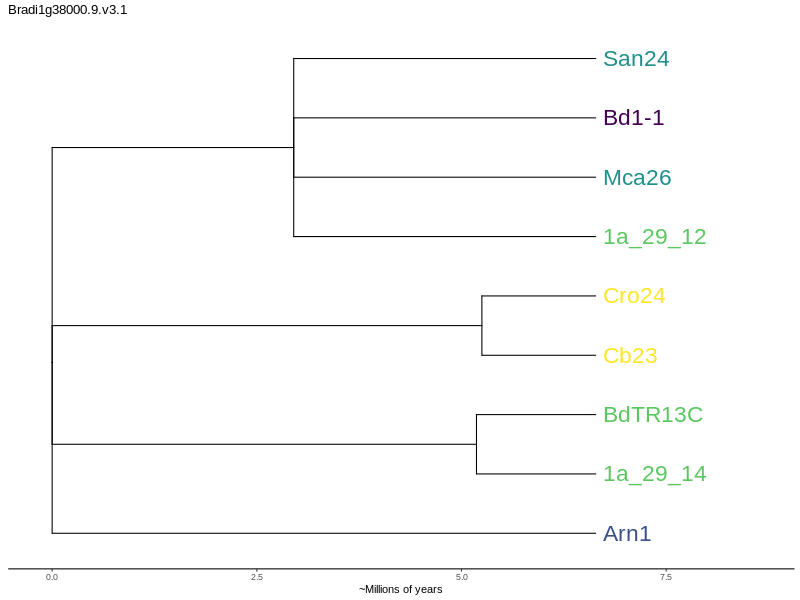 Bradi1g38000.9.v3.1
San24
Bd1-1
Mca26
1a_29_12
Cro24
Cb23
BdTR13C
1a_29_14
Arn1
0.0 2.5 5.0 7.5
~Millions of years